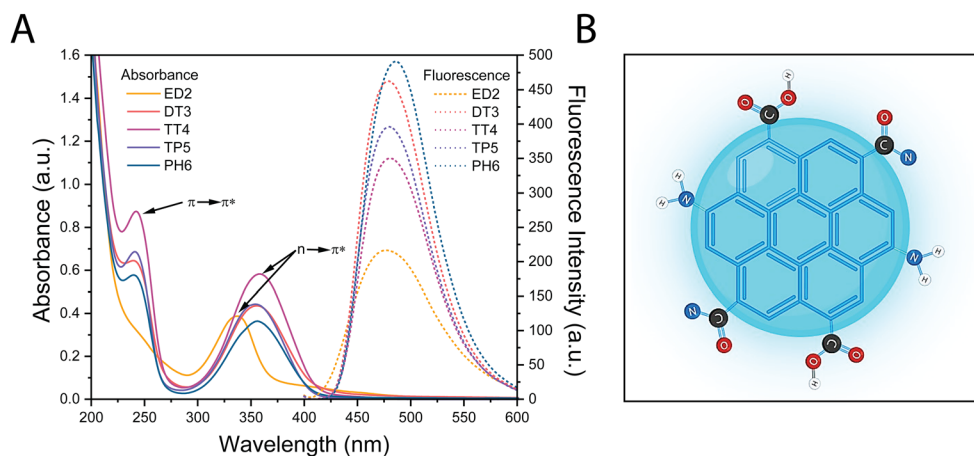 A
B
1.6
1.4
1.2
1.0
0.8
0.6
0.4
0.2
0.0
Absorbance (a.u.)
Absorbance
ED2
DT3
TT4
TP5
PH6
π → π*
n → π*
Fluorescence
ED2
DT3
TT4
TP5
PH6
500
450
400
350
300
250
200
150
100
50
0
Fluorescence Intensity (a.u.)
200 250 300 350 400 450 500 550 600
Wavelength (nm)
H
O O
C
O
C N
H
H N
N H
H
N C
O
C O
O
H